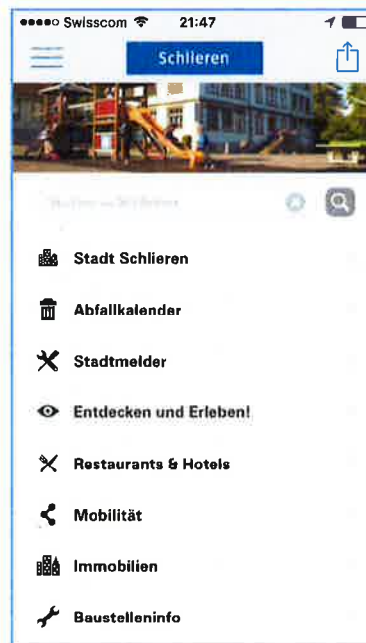 Swisscom 21:47
Schlieren
Stadt Schlieren
Abfallkalender
Stadtmelder
Entdecken und Erleben!
Restaurants & Hotels
Mobilität
Immobilien
Baustelleninfo